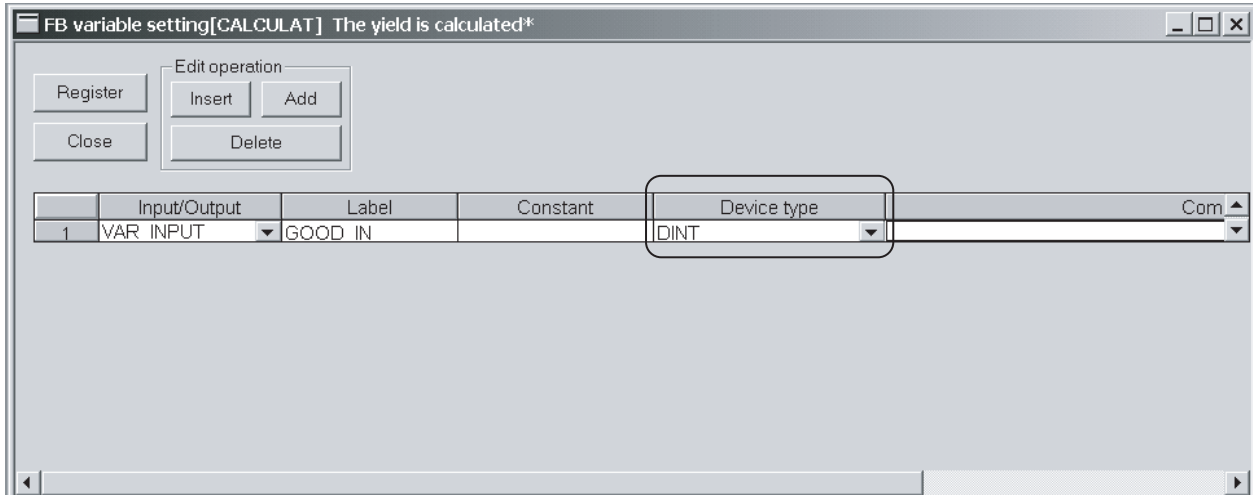 FB variable setting[CALCULAT] The yield is calculated*
Edit operation
Register Insert Add
Close Delete
Input/Output Label Constant Device type Com
1 VAR_INPUT GOOD_IN DINT